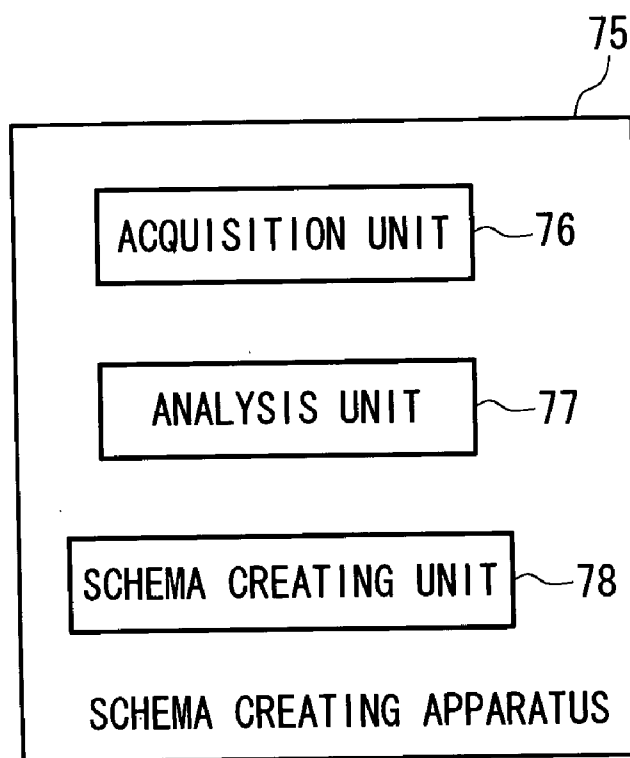 75
ACQUISITION UNIT 76
ANALYSIS UNIT 77
SCHEMA CREATING UNIT 78
SCHEMA CREATING APPARATUS